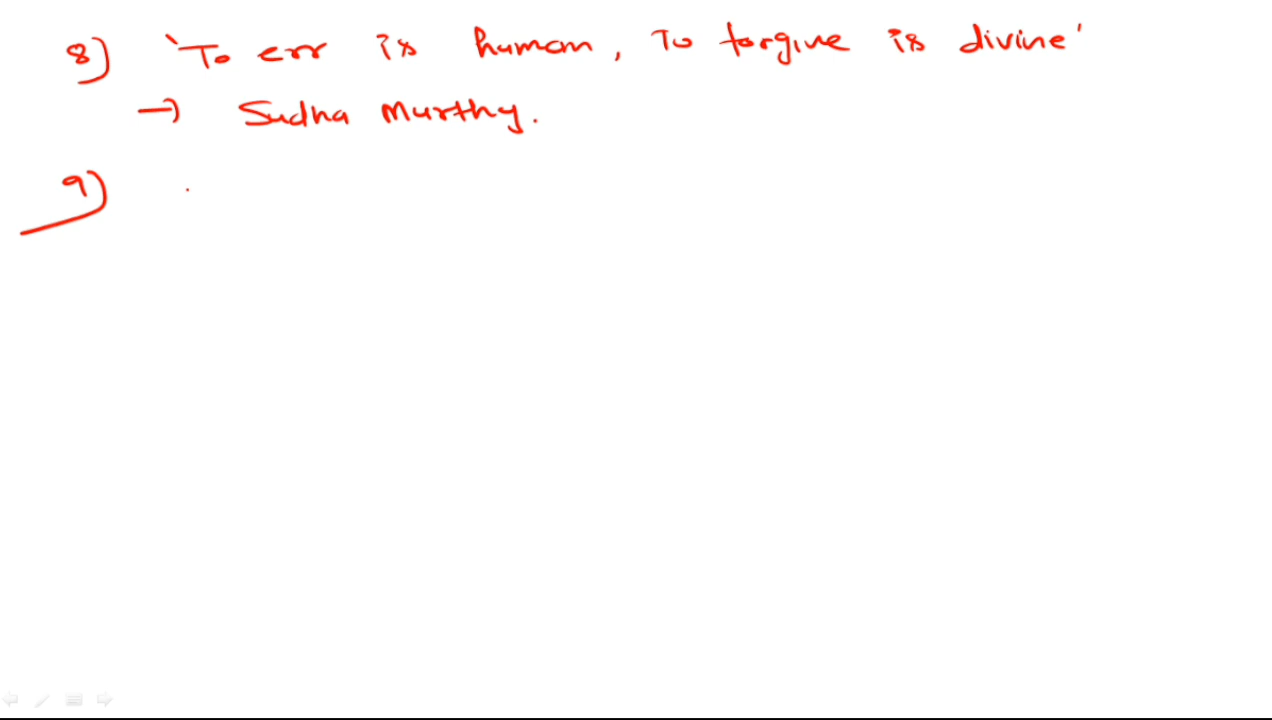 8) 'To err is human, To forgive is divine'
→ Sudha Murthy.
9)